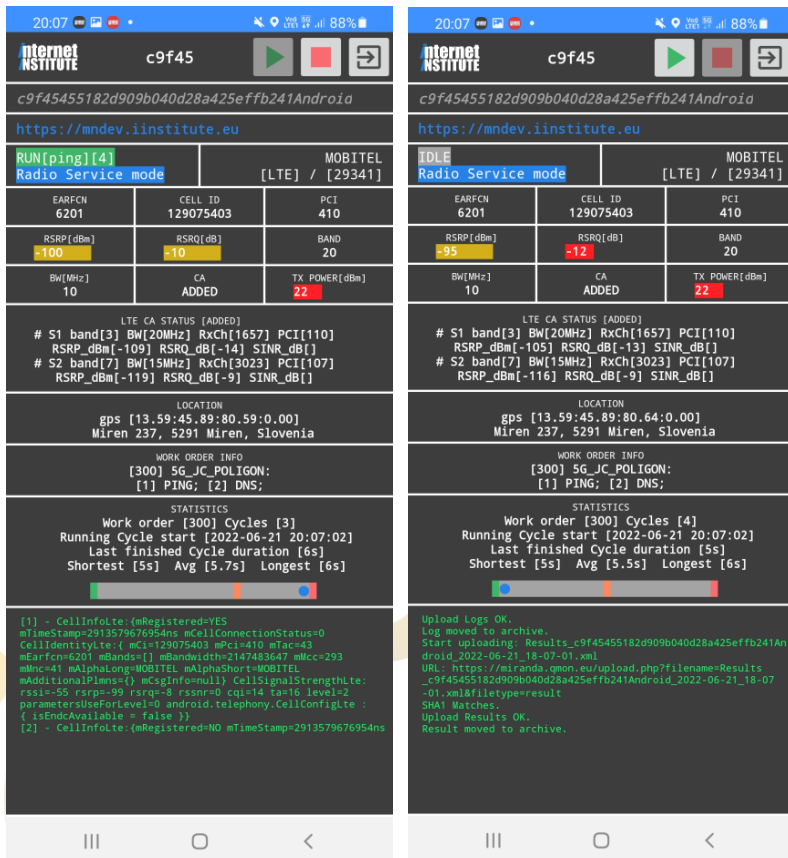 20:07
88%
nternet
INSTITUTE
c9f45
c9f45455182d909b040d28a425effb241Android
https://mndev.iinstitute.eu
RUN[ping][4]
Radio Service mode
MOBITEL
[LTE] / [29341]
EARFCN
6201
CELL ID
129075403
PCI
410
RSRP[dBm]
-100
RSRQ[dB]
-10
BAND
20
BW[MHz]
10
CA
ADDED
TX POWER[dBm]
22
LTE CA STATUS [ADDED]
# S1 band[3] BW[20MHz] RxCh[1657] PCI[110]
RSRP_dBm[-109] RSRQ_dB[-14] SINR_dB[]
# S2 band[7] BW[15MHz] RxCh[3023] PCI[107]
RSRP_dBm[-119] RSRQ_dB[-9] SINR_dB[]
LOCATION
gps [13.59:45.89:80.59:0.00]
Miren 237, 5291 Miren, Slovenia
WORK ORDER INFO
[300] 5G_JC_POLIGON:
[1] PING; [2] DNS;
STATISTICS
Work order [300] Cycles [3]
Running Cycle start [2022-06-21 20:07:02]
Last finished Cycle duration [6s]
Shortest [5s] Avg [5.7s] Longest [6s]
[1] - CellInfoLte:{mRegistered=YES
mTimeStamp=2913579676954ns mCellConnectionStatus=0
CellIdentityLte:{ mCi=129075403 mPci=410 mTac=43
mEarfcn=6201 mBands=[] mBandwidth=2147483647 mMcc=293
mMnc=41 mAlphaLong=MOBITEL mAlphaShort=MOBITEL
mAdditionalPlmns={} mCsgInfo=null} CellSignalStrengthLte:
rssi=-55 rsrp=-99 rsrq=-8 rssnr=0 cqi=14 ta=16 level=2
parametersUseForLevel=0 android.telephony.CellConfigLte :
{ isEndcAvailable = false }}
[2] - CellInfoLte:{mRegistered=NO mTimeStamp=2913579676954ns
20:07
88%
nternet
INSTITUTE
c9f45
c9f45455182d909b040d28a425effb241Android
https://mndev.iinstitute.eu
IDLE
Radio Service mode
MOBITEL
[LTE] / [29341]
EARFCN
6201
CELL ID
129075403
PCI
410
RSRP[dBm]
-95
RSRQ[dB]
-12
BAND
20
BW[MHz]
10
CA
ADDED
TX POWER[dBm]
22
LTE CA STATUS [ADDED]
# S1 band[3] BW[20MHz] RxCh[1657] PCI[110]
RSRP_dBm[-105] RSRQ_dB[-13] SINR_dB[]
# S2 band[7] BW[15MHz] RxCh[3023] PCI[107]
RSRP_dBm[-116] RSRQ_dB[-9] SINR_dB[]
LOCATION
gps [13.59:45.89:80.64:0.00]
Miren 237, 5291 Miren, Slovenia
WORK ORDER INFO
[300] 5G_JC_POLIGON:
[1] PING; [2] DNS;
STATISTICS
Work order [300] Cycles [4]
Running Cycle start [2022-06-21 20:07:02]
Last finished Cycle duration [5s]
Shortest [5s] Avg [5.5s] Longest [6s]
Upload Logs OK.
Log moved to archive.
Start uploading: Results_c9f45455182d909b040d28a425effb241An
droid_2022-06-21_18-07-01.xml
URL: https://miranda.qmon.eu/upload.php?filename=Results
_c9f45455182d909b040d28a425effb241Android_2022-06-21_18-07
-01.xml&filetype=result
SHA1 Matches.
Upload Results OK.
Result moved to archive.